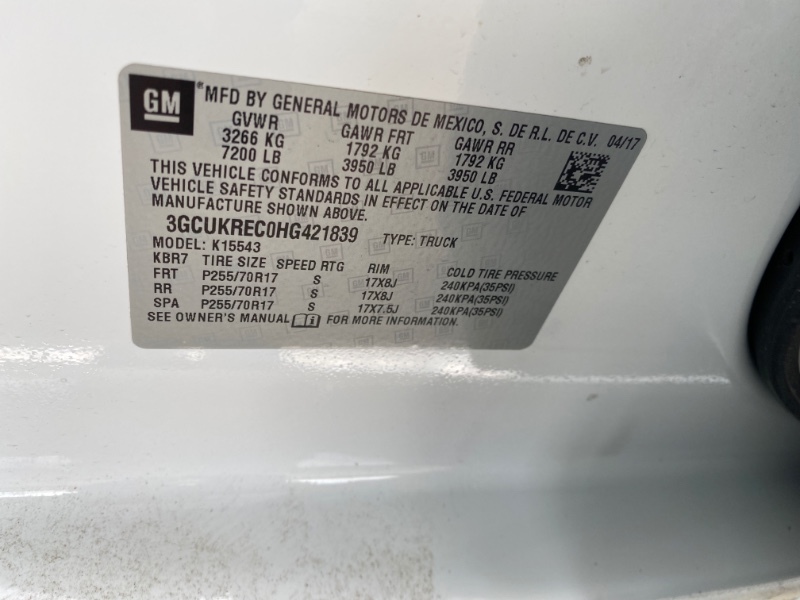 GM
®MFD BY GENERAL MOTORS DE MEXICO, S. DE R.L. DE C.V. 04/17
GVWR GAWR FRT GAWR RR
3266 KG 1792 KG 1792 KG
7200 LB 3950 LB 3950 LB
THIS VEHICLE CONFORMS TO ALL APPLICABLE U.S. FEDERAL MOTOR
VEHICLE SAFETY STANDARDS IN EFFECT ON THE DATE OF
MANUFACTURE SHOWN ABOVE.
3GCUKREC0HG421839 TYPE: TRUCK
MODEL: K15543
KBR7 TIRE SIZE SPEED RTG RIM COLD TIRE PRESSURE
FRT P255/70R17 S 17X8J 240KPA(35PSI)
RR P255/70R17 S 17X8J 240KPA(35PSI)
SPA P255/70R17 S 17X7.5J 240KPA(35PSI)
SEE OWNER'S MANUAL FOR MORE INFORMATION.